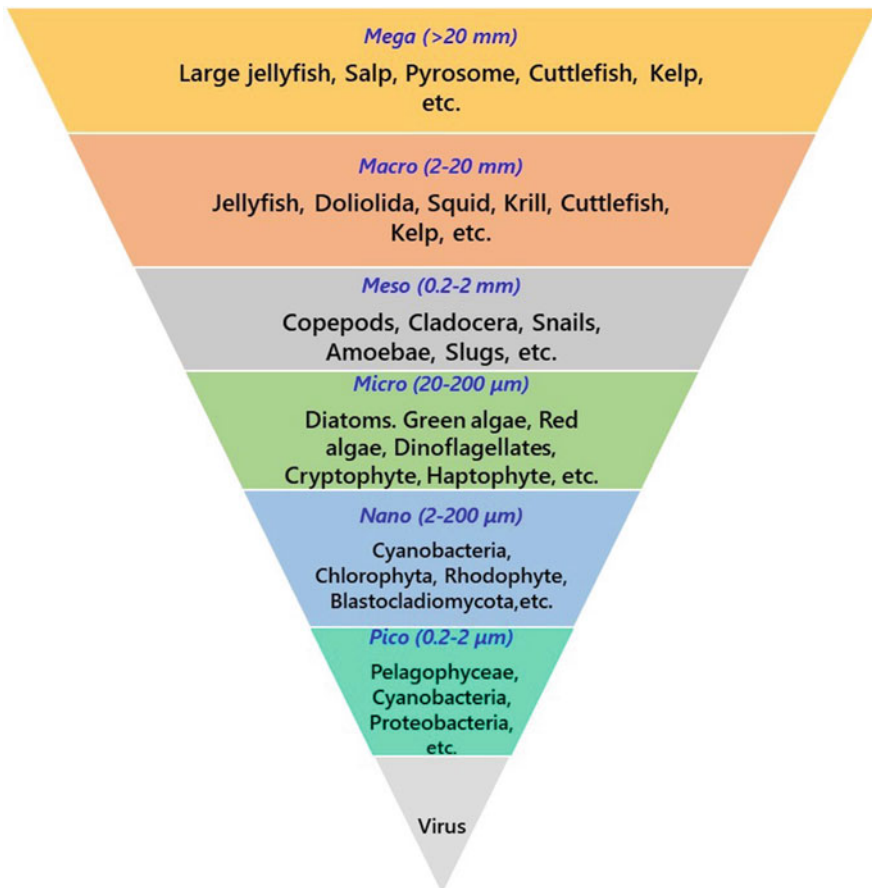 Mega (>20 mm)
Large jellyfish, Salp, Pyrosome, Cuttlefish, Kelp,
etc.
Macro (2-20 mm)
Jellyfish, Doliolida, Squid, Krill, Cuttlefish,
Kelp, etc.
Meso (0.2-2 mm)
Copepods, Cladocera, Snails,
Amoebae, Slugs, etc.
Micro (20-200 µm)
Diatoms. Green algae, Red
algae, Dinoflagellates,
Cryptophyte, Haptophyte, etc.
Nano (2-200 µm)
Cyanobacteria,
Chlorophyta, Rhodophyte,
Blastocladiomycota,etc.
Pico (0.2-2 µm)
Pelagophyceae,
Cyanobacteria,
Proteobacteria,
etc.
Virus